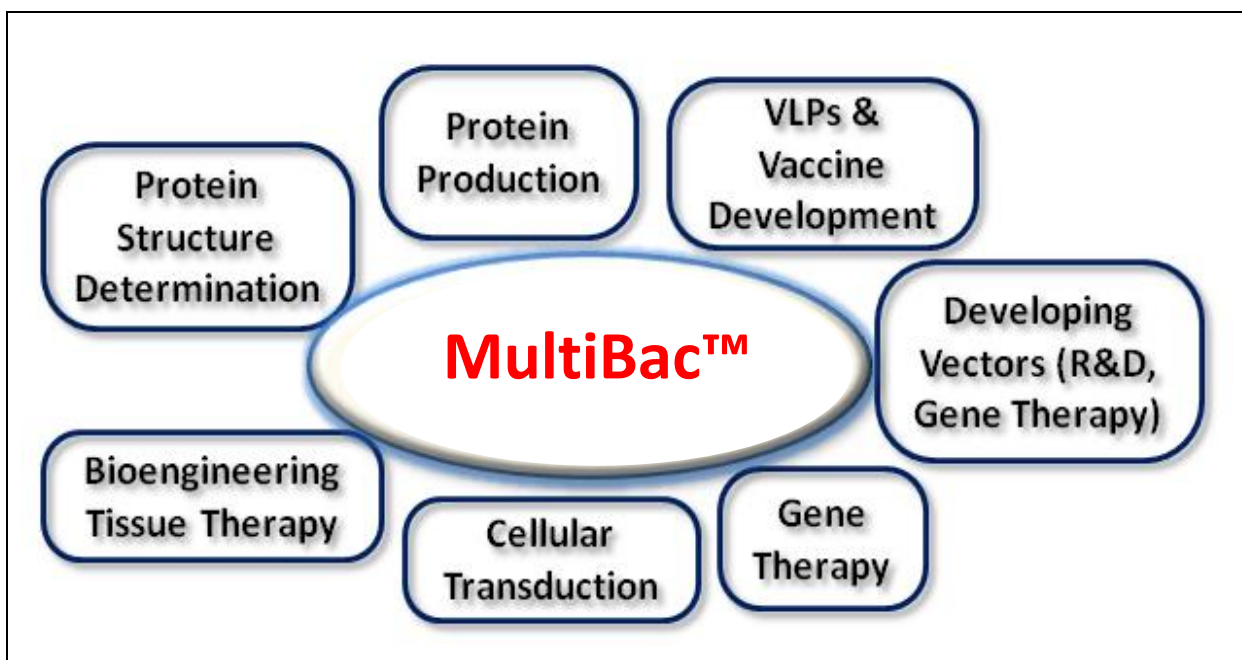 Protein
Production
VLPs &
Vaccine
Development
Protein
Structure
Determination
MultiBac™
Developing
Vectors (R&D,
Gene Therapy)
Bioengineering
Tissue Therapy
Cellular
Transduction
Gene
Therapy